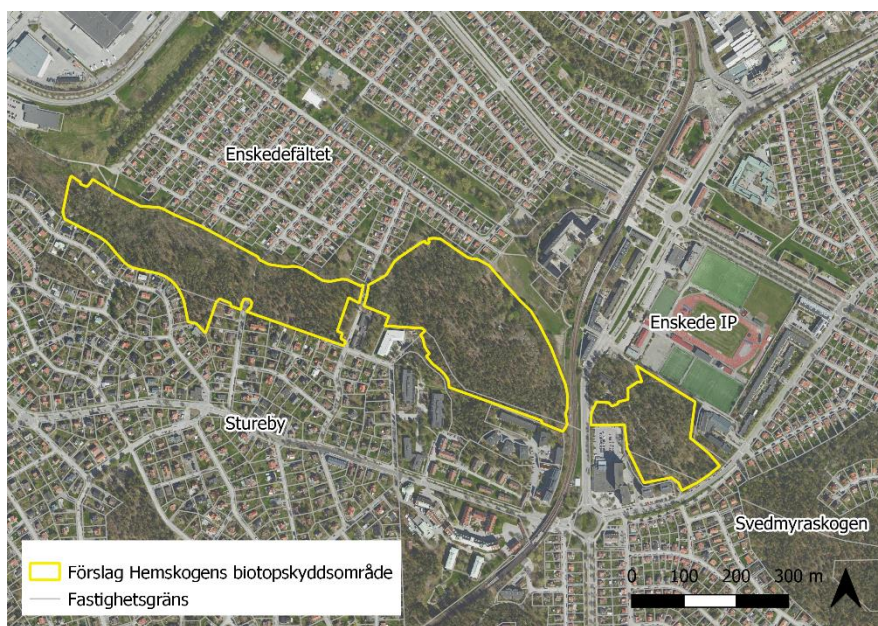 Enskedefältet
Enskede IP
Stureby
Svedmyraskogen
Förslag Hemskogens biotopskyddsområde
Fastighetsgräns
0 100 200 300 m